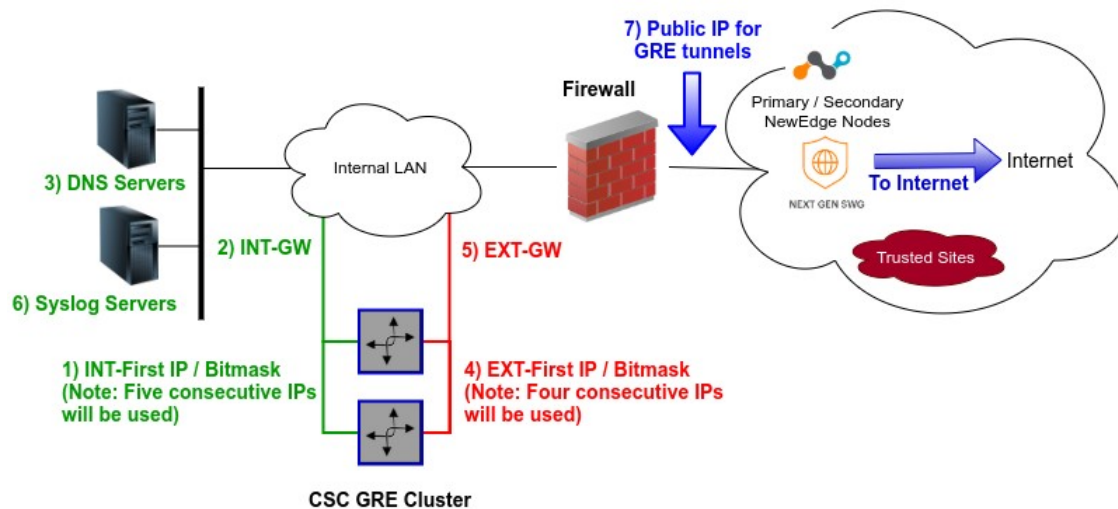 7) Public IP for
GRE tunnels
Firewall
Primary / Secondary
NewEdge Nodes
Internal LAN
3) DNS Servers
To Internet
Internet
NEXT GEN SWG
2) INT-GW
5) EXT-GW
Trusted Sites
6) Syslog Servers
1) INT-First IP / Bitmask
(Note: Five consecutive IPs
will be used)
4) EXT-First IP / Bitmask
(Note: Four consecutive IPs
will be used)
CSC GRE Cluster